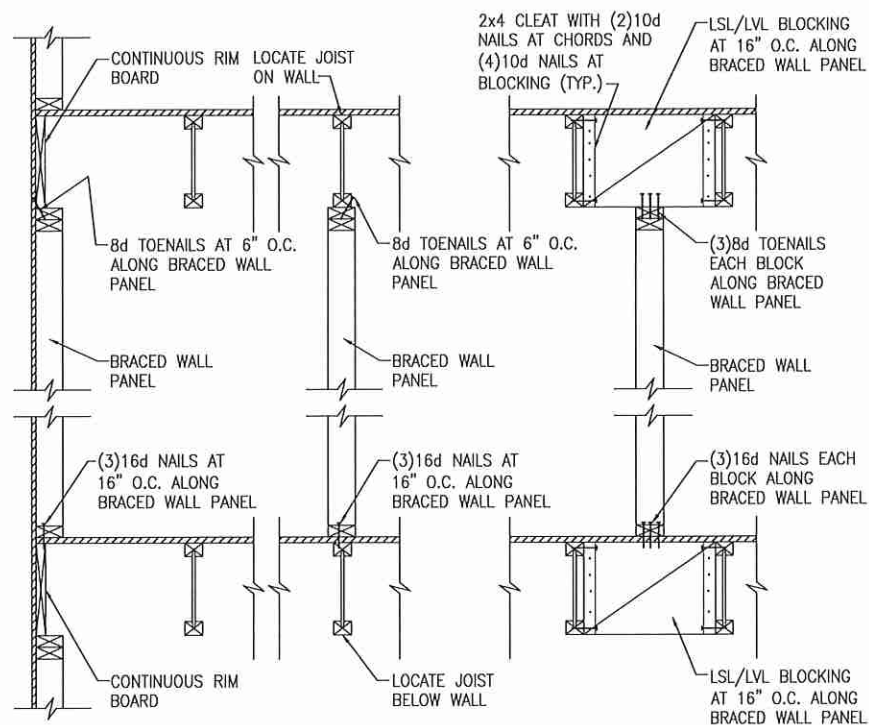 CONTINUOUS RIM
BOARD
LOCATE JOIST
ON WALL
2x4 CLEAT WITH (2)10d
NAILS AT CHORDS AND
(4)10d NAILS AT
BLOCKING (TYP.)
LSL/LVL BLOCKING
AT 16" O.C. ALONG
BRACED WALL PANEL
8d TOENAILS AT 6" O.C.
ALONG BRACED WALL
PANEL
8d TOENAILS AT 6" O.C.
ALONG BRACED WALL
PANEL
(3)8d TOENAILS
EACH BLOCK
ALONG BRACED
WALL PANEL
BRACED WALL
PANEL
BRACED WALL
PANEL
BRACED WALL
PANEL
(3)16d NAILS AT
16" O.C. ALONG
BRACED WALL PANEL
(3)16d NAILS AT
16" O.C. ALONG
BRACED WALL PANEL
(3)16d NAILS EACH
BLOCK ALONG
BRACED WALL PANEL
CONTINUOUS RIM
BOARD
LOCATE JOIST
BELOW WALL
LSL/LVL BLOCKING
AT 16" O.C. ALONG
BRACED WALL PANEL